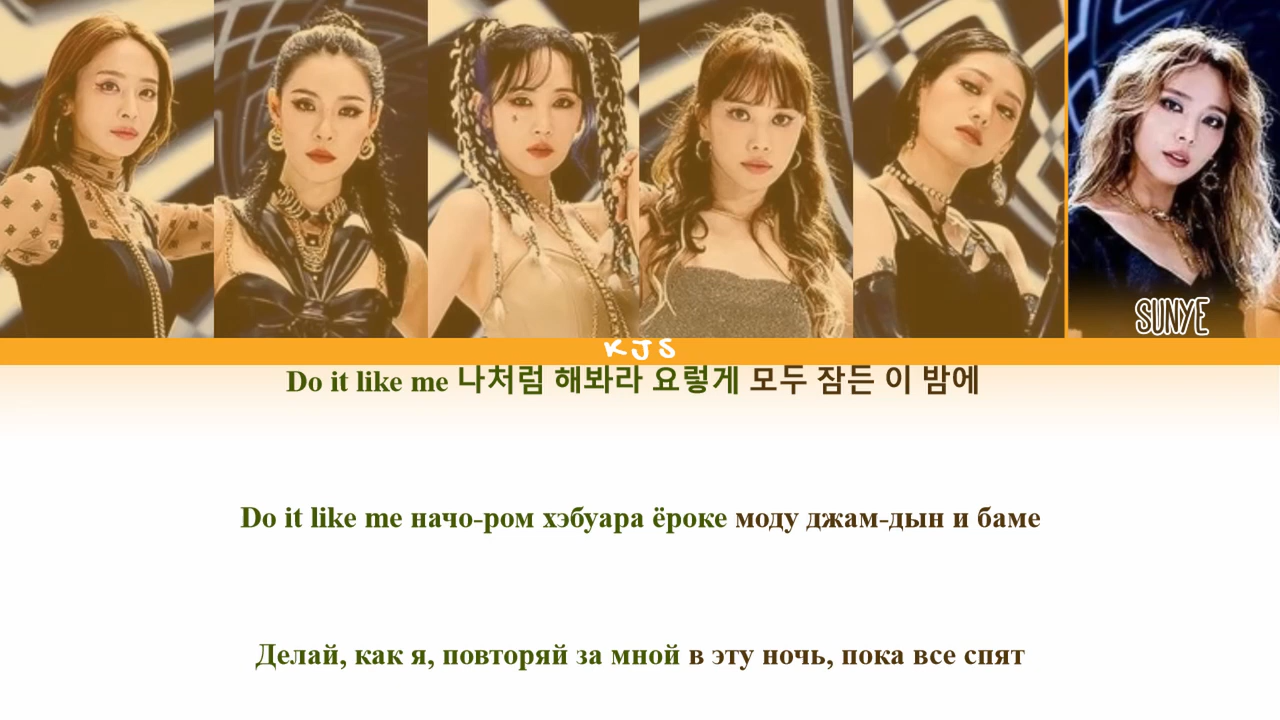 SUNYE
KJS
Do it like me 나처럼 해봐라 요렇게 모두 잠든 이 밤에
Do it like me начо-ром хэбуара ёроке моду джам-дын и баме
Делай, как я, повторяй за мной в эту ночь, пока все спят